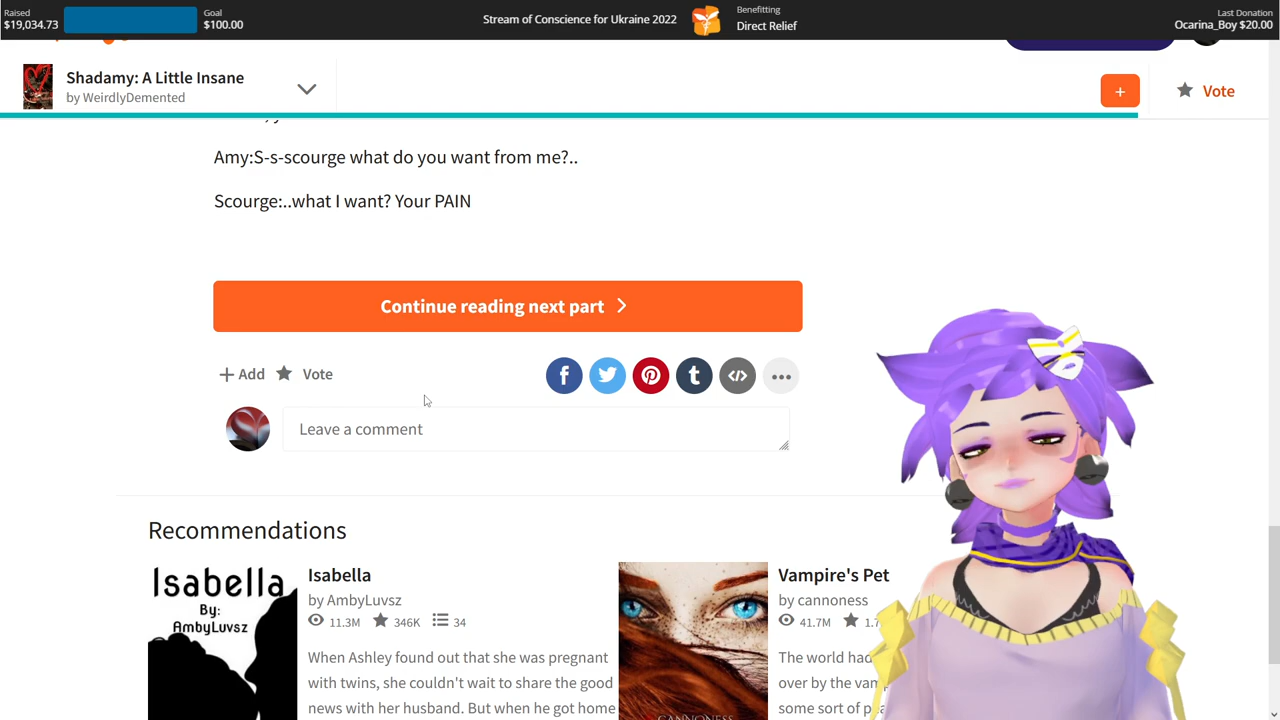 Raised
$19,034.73
Goal
$100.00
Stream of Conscience for Ukraine 2022
Benefitting
Direct Relief
Last Donation
Ocarina_Boy $20.00
Shadamy: A Little Insane
by WeirdlyDemented
+
Vote
Amy:S-s-scourge what do you want from me?..
Scourge:..what I want? Your PAIN
Continue reading next part
+ Add
Vote
Leave a comment
Recommendations
Isabella
By:
AmbyLuvsz
Isabella
by AmbyLuvsz
11.3M 346K 34
When Ashley found out that she was pregnant
with twins, she couldn't wait to share the good
news with her husband. But when he got home
CANNONESS
Vampire's Pet
by cannoness
41.7M 1.7
The world had
over by the
some sort of